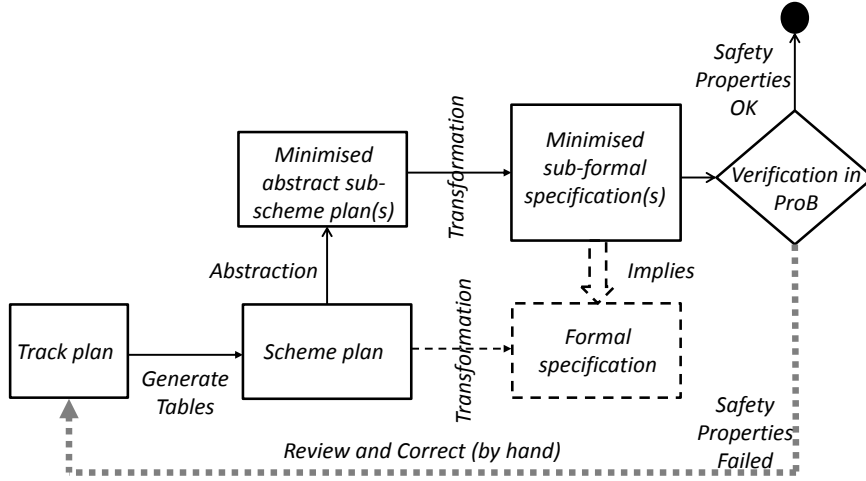 Safety
Properties
OK
Minimised
abstract sub-
scheme plan(s)
Transformation
Minimised
sub-formal
specification(s)
Verification in
ProB
Abstraction
Implies
Track plan
Generate
Tables
Scheme plan
Transformation
Formal
specification
Safety
Properties
Failed
Review and Correct (by hand)